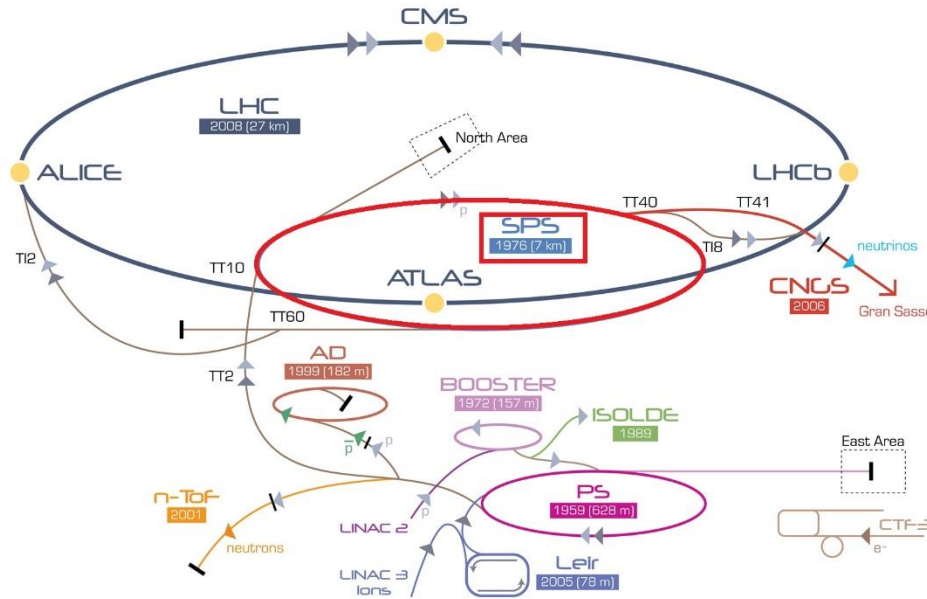 CMS
LHC
2008 (27 km)
North Area
ALICE
LHCb
p
TT40
TT41
SPS
1976 (7 km)
TI8
TI2
TT10
ATLAS
neutrinos
CNGS
2006
Gran Sasso
TT60
AD
1999 (182 m)
TT2
BOOSTER
1972 (157 m)
ISOLDE
1989
East Area
p
p
n-ToF
2001
LINAC 2
p
PS
1959 (628 m)
CTF-3
e-
neutrons
LINAC 3
Ions
LeIr
2005 (78 m)